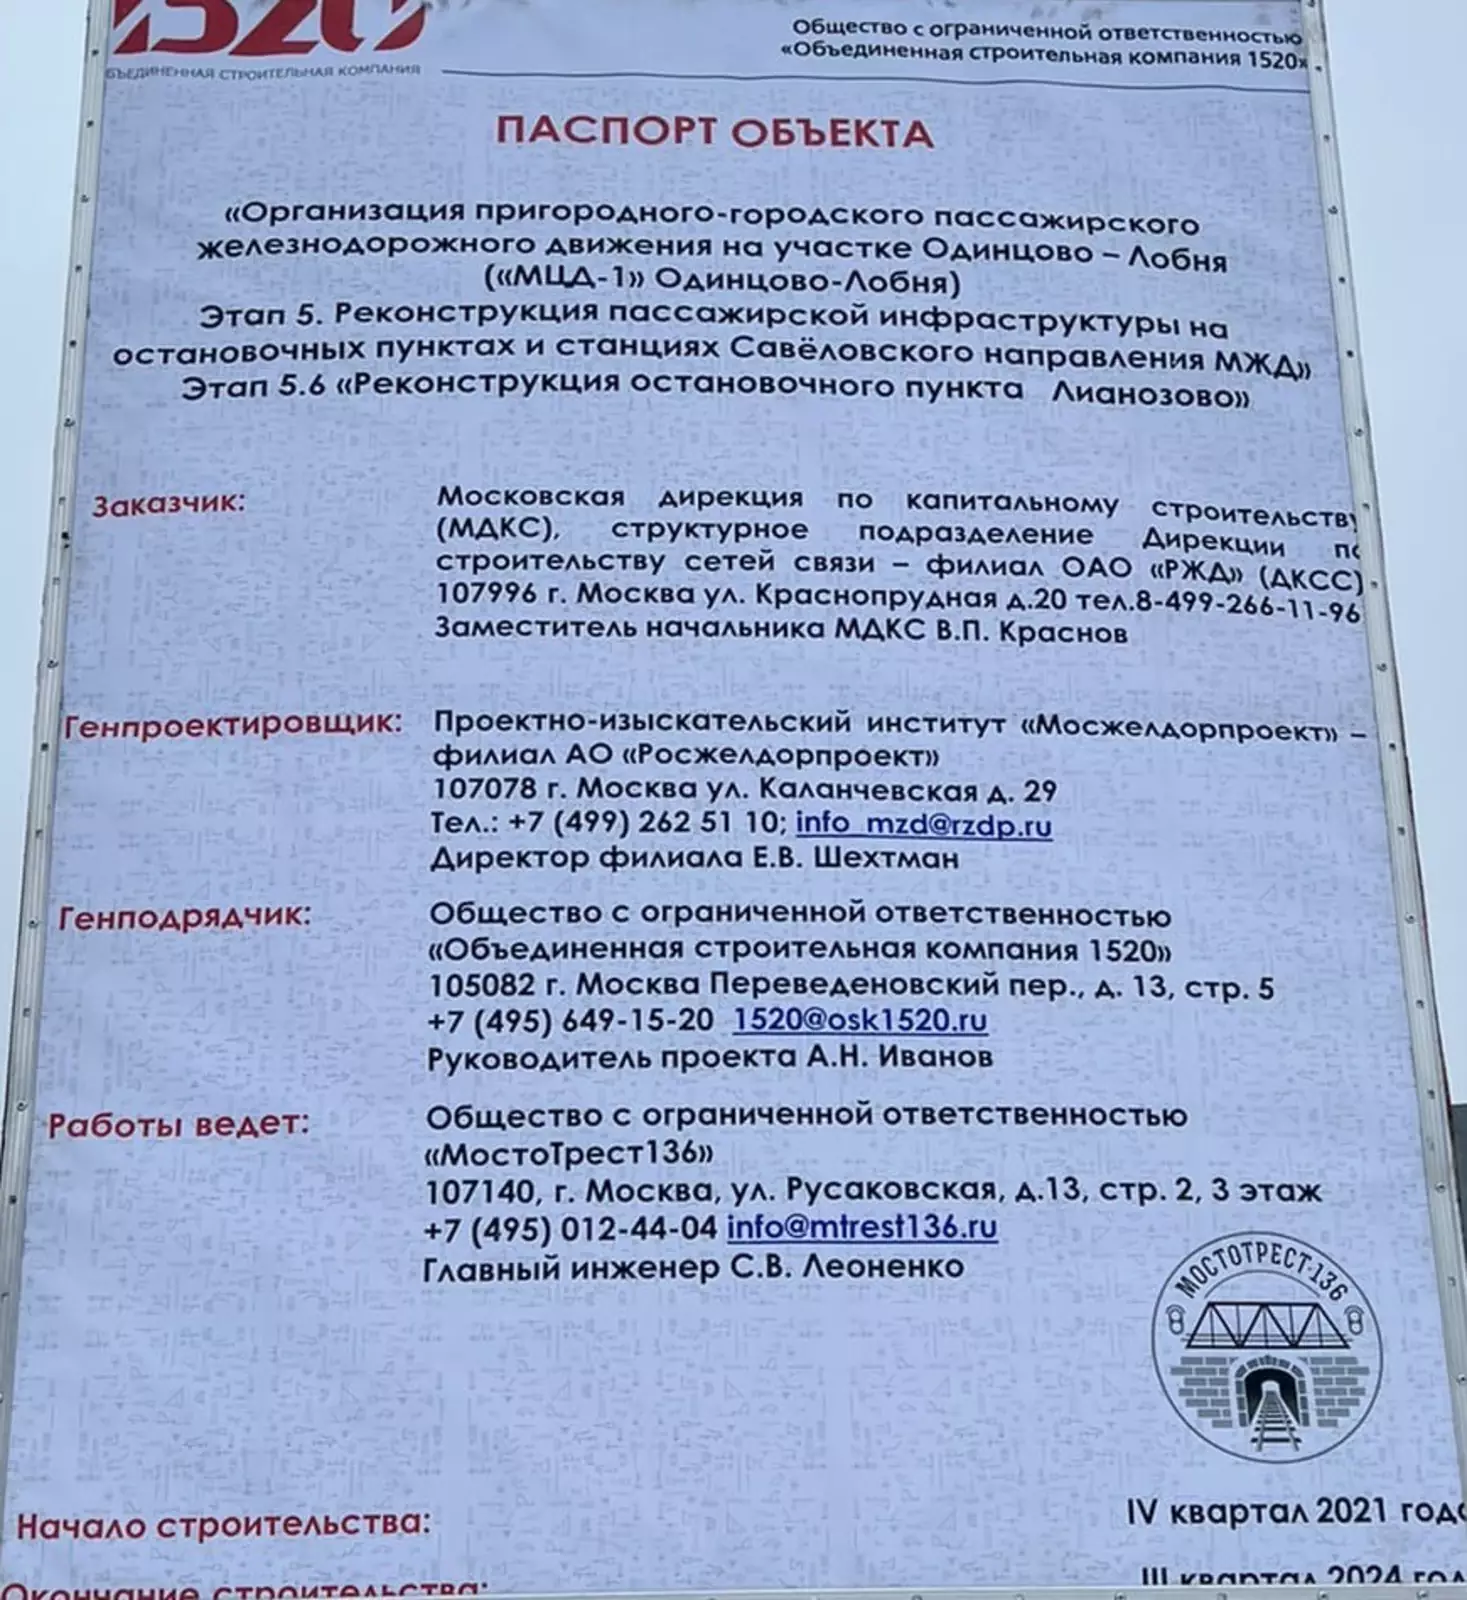 1520
БЪЕДИНЕННАЯ СТРОИТЕЛЬНАЯ КОМПАНИЯ
Общество с ограниченной ответственностью
«Объединенная строительная компания 1520»
ПАСПОРТ ОБЪЕКТА
«Организация пригородного-городского пассажирского
железнодорожного движения на участке Одинцово – Лобня
(«МЦД-1» Одинцово-Лобня)
Этап 5. Реконструкция пассажирской инфраструктуры на
остановочных пунктах и станциях Савёловского направления МЖД»
Этап 5.6 «Реконструкция остановочного пункта Лианозово»
Заказчик:
Московская дирекция по капитальному строительству
(МДКС), структурное подразделение Дирекции по
строительству сетей связи – филиал ОАО «РЖД» (ДКСС)
107996 г. Москва ул. Краснопрудная д.20 тел.8-499-266-11-96
Заместитель начальника МДКС В.П. Краснов
Генпроектировщик:
Проектно-изыскательский институт «Мосжелдорпроект» –
филиал АО «Росжелдорпроект»
107078 г. Москва ул. Каланчевская д. 29
Тел.: +7 (499) 262 51 10; info_mzd@rzdp.ru
Директор филиала Е.В. Шехтман
Генподрядчик:
Общество с ограниченной ответственностью
«Объединенная строительная компания 1520»
105082 г. Москва Переведеновский пер., д. 13, стр. 5
+7 (495) 649-15-20 1520@osk1520.ru
Руководитель проекта А.Н. Иванов
Работы ведет:
Общество с ограниченной ответственностью
«МостоТрест136»
107140, г. Москва, ул. Русаковская, д.13, стр. 2, 3 этаж
+7 (495) 012-44-04 info@mtrest136.ru
Главный инженер С.В. Леоненко
МОСТОТРЕСТ-136
Начало строительства:
IV квартал 2021 года
Окончание строительства:
III квартал 2024 года